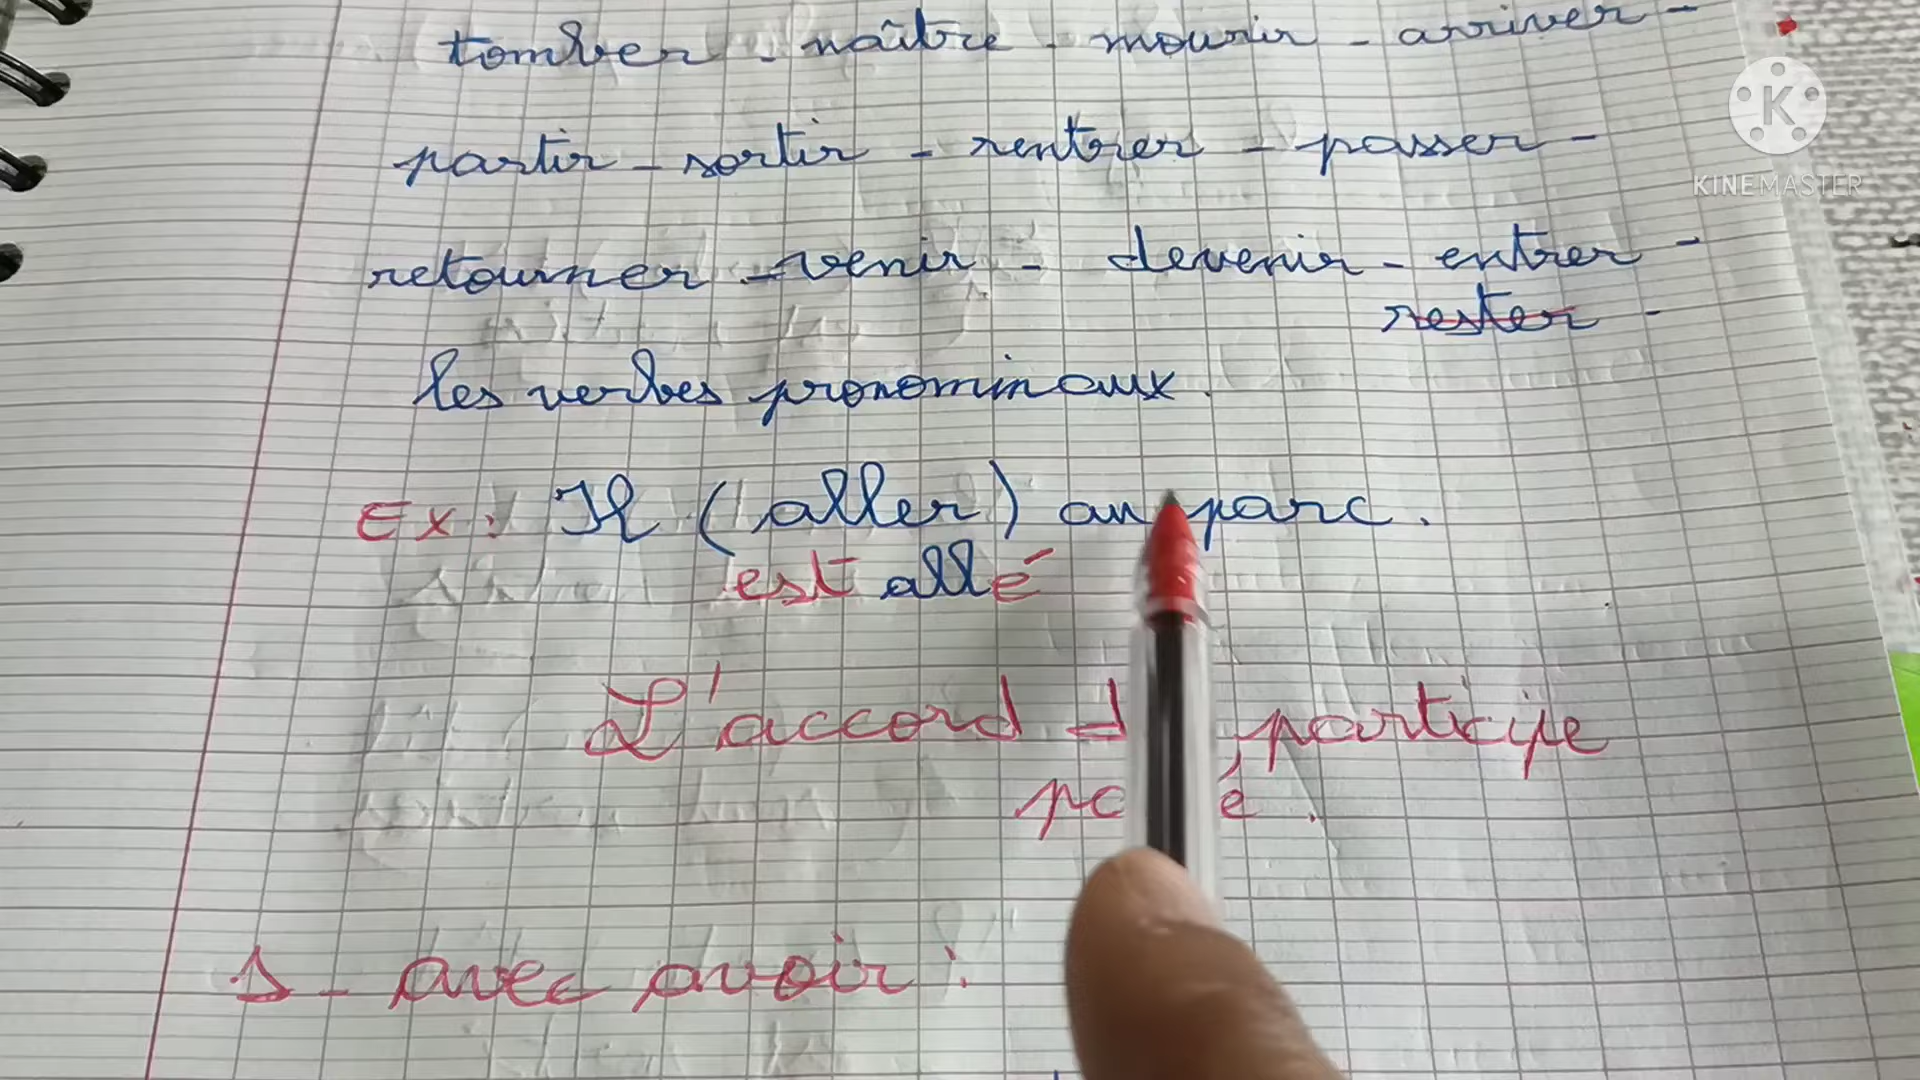 tomber - naître - mourir - arriver -
partir - sortir - rentrer - passer -
retourner - venir - devenir - entrer -
rester -
les verbes pronominaux.
Ex: Il (aller) au parc.
est allé
L'accord participe
1 - avec avoir :
K
KINEMASTER